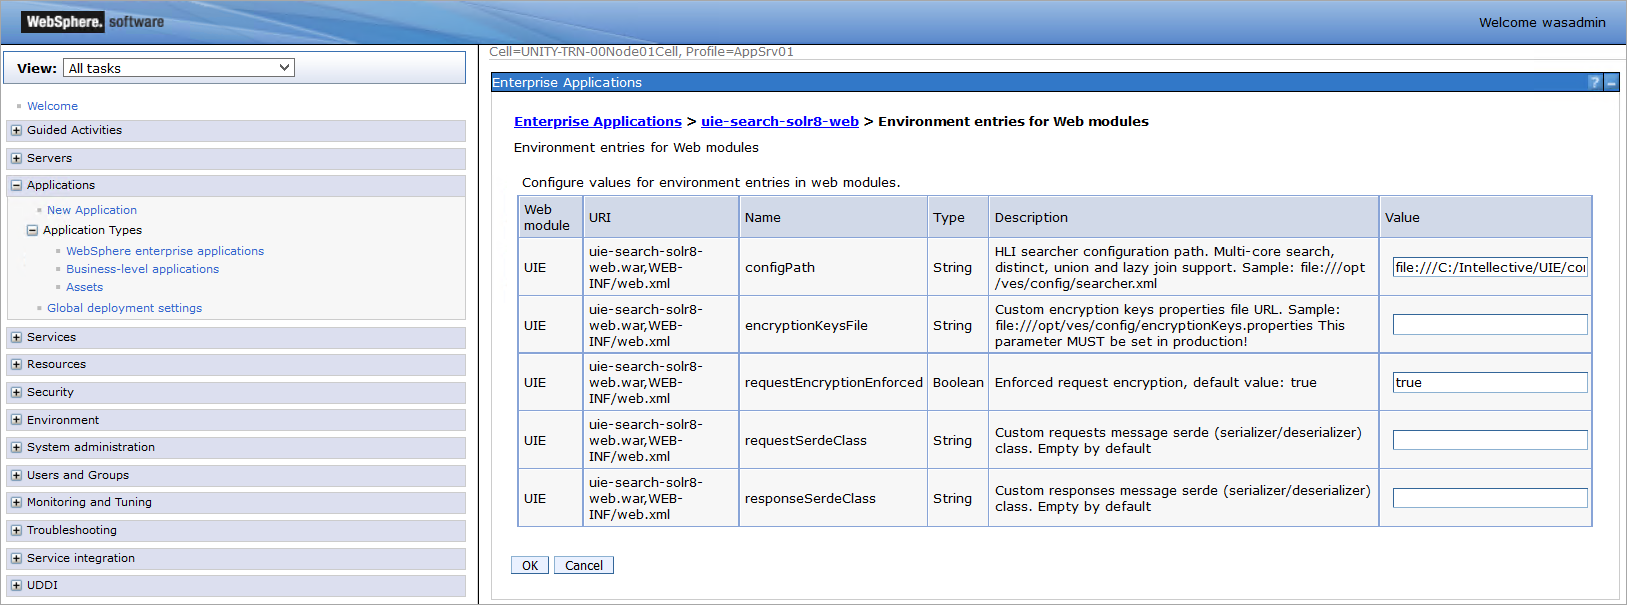 WebSphere. software
Welcome wasadmin
View: All tasks
Welcome
Guided Activities
Servers
Applications
New Application
Application Types
WebSphere enterprise applications
Business-level applications
Assets
Global deployment settings
Services
Resources
Security
Environment
System administration
Users and Groups
Monitoring and Tuning
Troubleshooting
Service integration
UDDI
Cell=UNITY-TRN-00Node01Cell, Profile=AppSrv01
Enterprise Applications
?
Enterprise Applications > uie-search-solr8-web > Environment entries for Web modules
Environment entries for Web modules
Configure values for environment entries in web modules.
Web
module
URI
Name
Type
Description
Value
UIE
uie-search-solr8-
web.war,WEB-
INF/web.xml
configPath
String
HLI searcher configuration path. Multi-core search,
distinct, union and lazy join support. Sample: file:///opt
/ves/config/searcher.xml
file:///C:/Intellective/UIE/co
UIE
uie-search-solr8-
web.war,WEB-
INF/web.xml
encryptionKeysFile
String
Custom encryption keys properties file URL. Sample:
file:///opt/ves/config/encryptionKeys.properties This
parameter MUST be set in production!
UIE
uie-search-solr8-
web.war,WEB-
INF/web.xml
requestEncryptionEnforced
Boolean
Enforced request encryption, default value: true
true
UIE
uie-search-solr8-
web.war,WEB-
INF/web.xml
requestSerdeClass
String
Custom requests message serde (serializer/deserializer)
class. Empty by default
UIE
uie-search-solr8-
web.war,WEB-
INF/web.xml
responseSerdeClass
String
Custom responses message serde (serializer/deserializer)
class. Empty by default
OK
Cancel